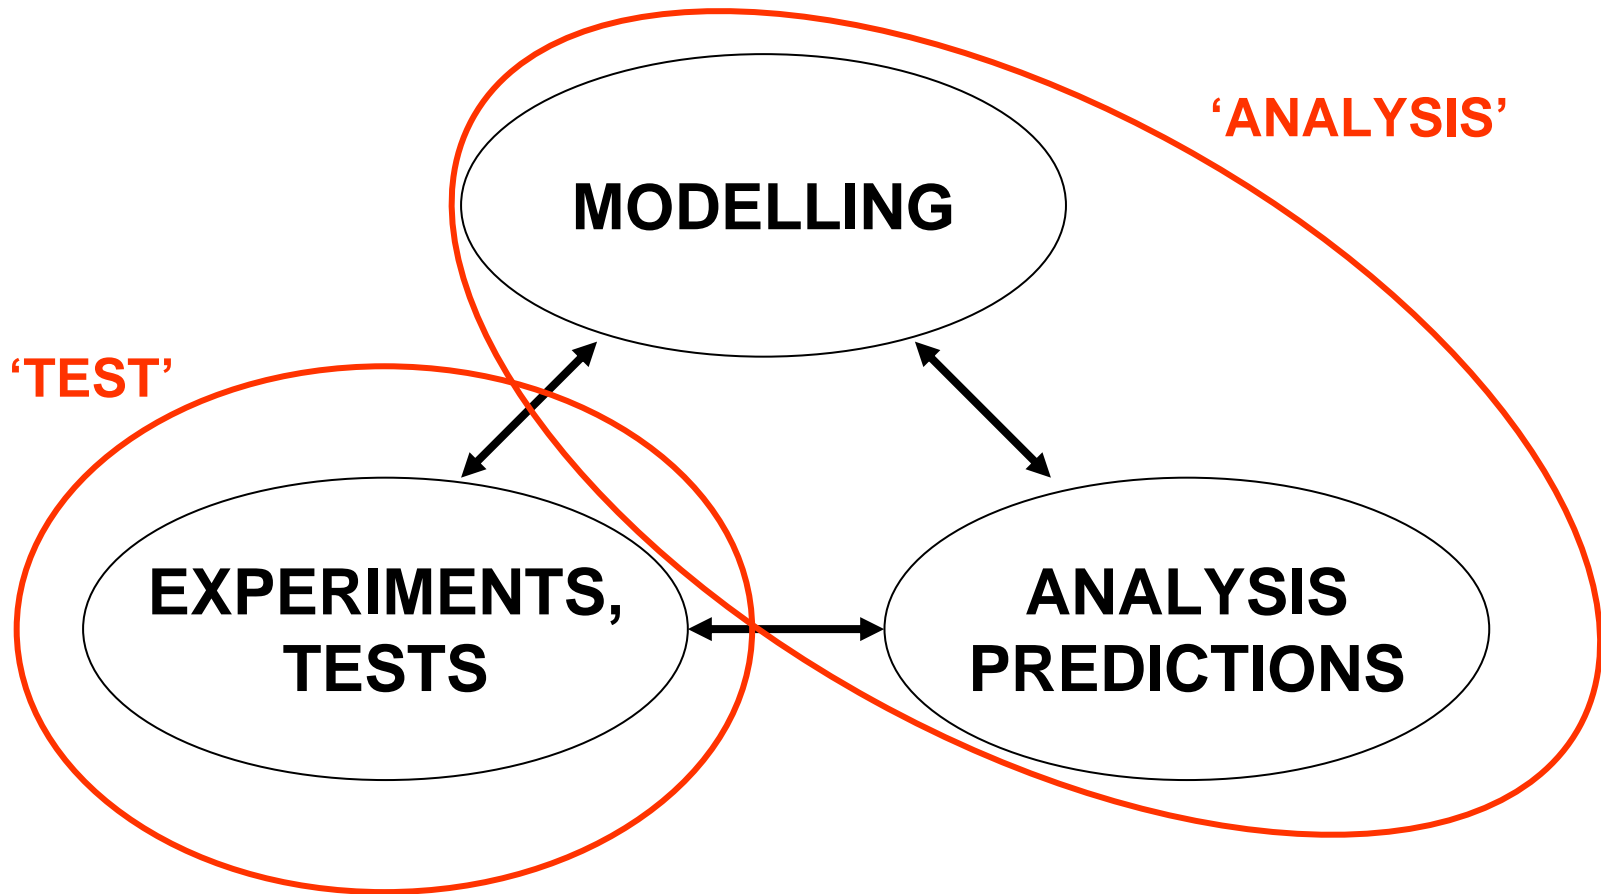 ‘ANALYSIS’
MODELLING
‘TEST’
EXPERIMENTS,
TESTS
ANALYSIS
PREDICTIONS